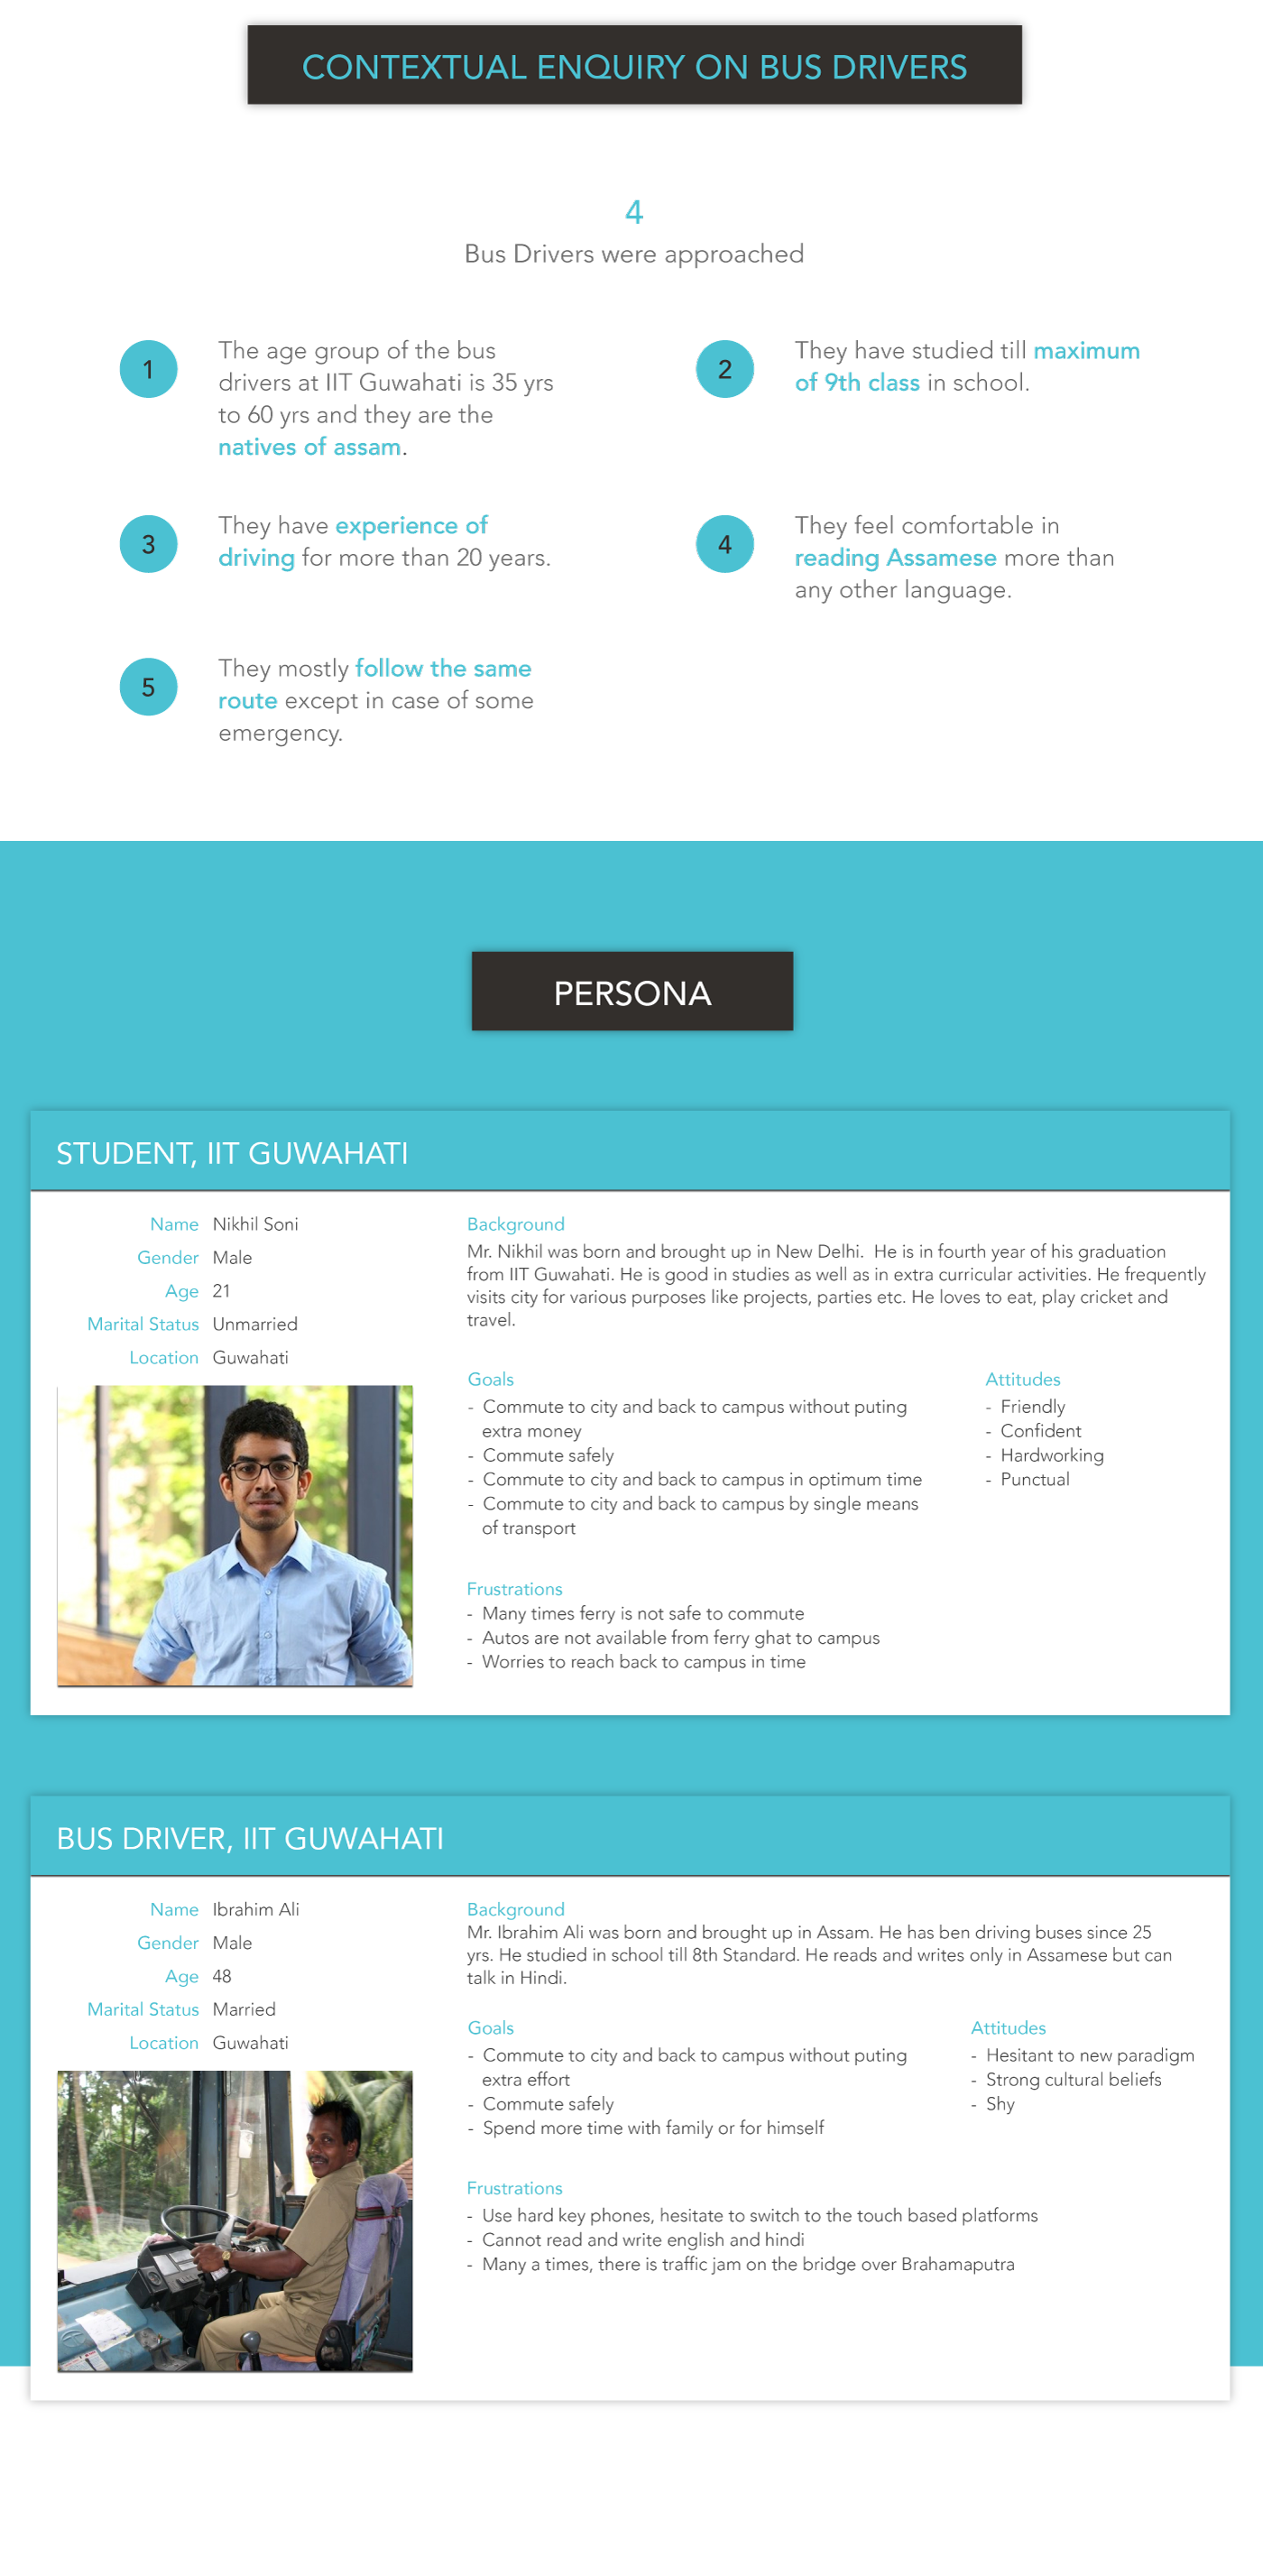 CONTEXTUAL ENQUIRY ON BUS DRIVERS
4
Bus Drivers were approached
1
The age group of the bus
drivers at IIT Guwahati is 35 yrs
to 60 yrs and they are the
natives of assam.
2
They have studied till maximum
of 9th class in school.
3
They have experience of
driving for more than 20 years.
4
They feel comfortable in
reading Assamese more than
any other language.
5
They mostly follow the same
route except in case of some
emergency.
PERSONA
STUDENT, IIT GUWAHATI
Name Nikhil Soni
Gender Male
Age 21
Marital Status Unmarried
Location Guwahati
Background
Mr. Nikhil was born and brought up in New Delhi. He is in fourth year of his graduation
from IIT Guwahati. He is good in studies as well as in extra curricular activities. He frequently
visits city for various purposes like projects, parties etc. He loves to eat, play cricket and
travel.
Goals
- Commute to city and back to campus without puting
extra money
- Commute safely
- Commute to city and back to campus in optimum time
- Commute to city and back to campus by single means
of transport
Attitudes
- Friendly
- Confident
- Hardworking
- Punctual
Frustrations
- Many times ferry is not safe to commute
- Autos are not available from ferry ghat to campus
- Worries to reach back to campus in time
BUS DRIVER, IIT GUWAHATI
Name Ibrahim Ali
Gender Male
Age 48
Marital Status Married
Location Guwahati
Background
Mr. Ibrahim Ali was born and brought up in Assam. He has ben driving buses since 25
yrs. He studied in school till 8th Standard. He reads and writes only in Assamese but can
talk in Hindi.
Goals
- Commute to city and back to campus without puting
extra effort
- Commute safely
- Spend more time with family or for himself
Attitudes
- Hesitant to new paradigm
- Strong cultural beliefs
- Shy
Frustrations
- Use hard key phones, hesitate to switch to the touch based platforms
- Cannot read and write english and hindi
- Many a times, there is traffic jam on the bridge over Brahamaputra